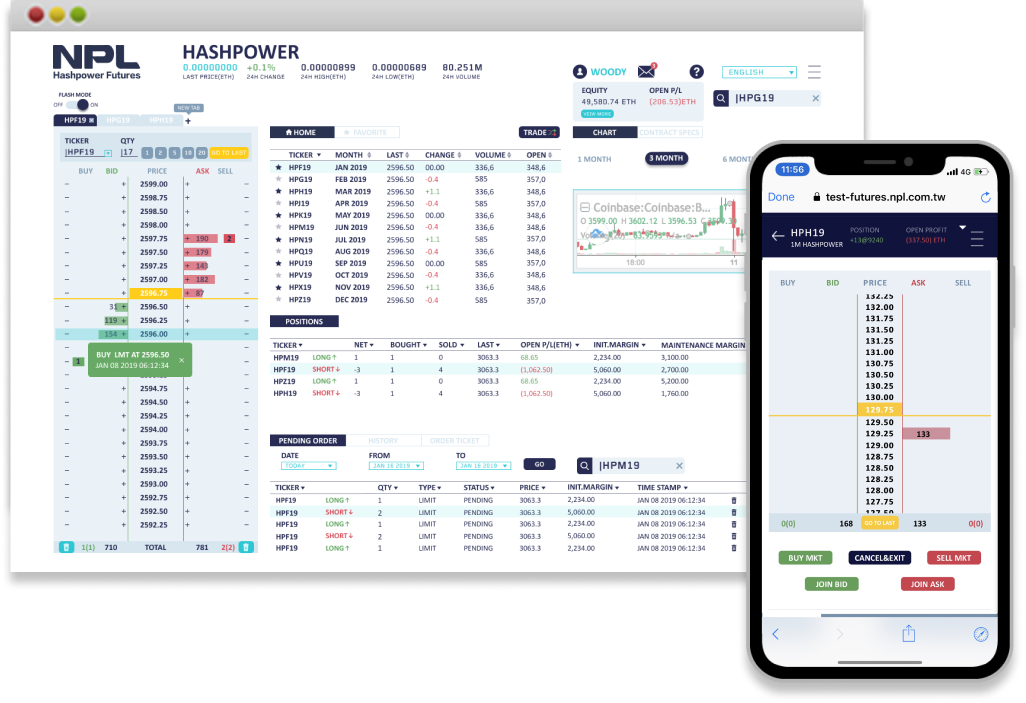 NPL
Hashpower Futures
HASHPOWER
0.00000000 +0.1% 0.00000899 0.00000689 80.251M
LAST PRICE(ETH) 24H CHANGE 24H HIGH(ETH) 24H LOW(ETH) 24H VOLUME
WOODY
ENGLISH
EQUITY OPEN P/L
49,580.74 ETH (206.53)ETH
VIEW MORE
|HPG19
FLASH MODE
OFF ON
NEW TAB
HPF19 HPG19 HPH19 +
TICKER QTY
|HPF19 |17 1 2 5 10 20 GO TO LAST
BUY BID PRICE ASK SELL
− + 2599.00 + −
− + 2598.75 + −
− + 2598.50 + −
− + 2598.00 + −
− + 2597.75 + 190 2 −
− + 2597.50 + 179 −
− + 2597.25 + 143 −
− + 2597.00 + 182 −
− + 2596.75 + 87 −
− 31 + 2596.50 + −
− 119 + 2596.25 + −
− 154 + 2596.00 + −
BUY LMT AT 2596.50
JAN 08 2019 06:12:34
− 1
− + 2594.75 + −
− + 2594.50 + −
− + 2594.25 + −
− + 2594.00 + −
− + 2593.75 + −
− + 2593.50 + −
− + 2593.25 + −
− + 2593.00 + −
− + 2592.75 + −
− + 2592.50 + −
− + 2592.25 + −
1(1) 710 TOTAL 781 2(2)
HOME FAVORITE TRADE
TICKER MONTH LAST CHANGE VOLUME OPEN
HPF19 JAN 2019 2596.50 00.00 336,6 348,6
HPG19 FEB 2019 2596.50 -0.4 585 357,0
HPH19 MAR 2019 2596.50 +1.1 336,6 348,6
HPJ19 APR 2019 2596.50 -0.4 585 357,0
HPK19 MAY 2019 2596.50 00.00 336,6 348,6
HPM19 JUN 2019 2596.50 -0.4 585 348,6
HPN19 JUL 2019 2596.50 +1.1 336,6 348,6
HPQ19 AUG 2019 2596.50 -0.4 585 357,0
HPU19 SEP 2019 2596.50 00.00 585 357,0
HPV19 OCT 2019 2596.50 -0.4 336,6 348,6
HPX19 NOV 2019 2596.50 +1.1 336,6 348,6
HPZ19 DEC 2019 2596.50 -0.4 585 357,0
CHART CONTRACT SPECS
1 MONTH 3 MONTH 6 MONT
Coinbase:Coinbase:B...
O 3599.00 H 3602.12 L 3596.53 C 3599.30
18:00 11
POSITIONS
TICKER NET BOUGHT SOLD LAST OPEN P/L(ETH) INIT.MARGIN MAINTENANCE MARGIN
HPM19 LONG↑ 1 1 0 3063.3 68.65 2,234.00 3,100.00
HPF19 SHORT↓ -3 1 4 3063.3 (1,062.50) 5,060.00 2,700.00
HPZ19 LONG↑ 1 1 0 3063.3 68.65 2,234.00 5,200.00
HPH19 SHORT↓ -3 1 4 3063.3 (1,062.50) 5,060.00 1,760.00
PENDING ORDER HISTORY ORDER TICKET
DATE FROM TO
TODAY JAN 16 2019 JAN 16 2019 GO |HPM19
TICKER QTY TYPE STATUS PRICE INIT.MARGIN TIME STAMP
HPF19 LONG↑ 1 LIMIT PENDING 3063.3 2,234.00 JAN 08 2019 06:12:34
HPF19 SHORT↓ 2 LIMIT PENDING 3063.3 5,060.00 JAN 08 2019 06:12:34
HPF19 LONG↑ 1 LIMIT PENDING 3063.3 2,234.00 JAN 08 2019 06:12:34
HPF19 SHORT↓ 2 LIMIT PENDING 3063.3 5,060.00 JAN 08 2019 06:12:34
HPF19 LONG↑ 1 LIMIT PENDING 3063.3 2,234.00 JAN 08 2019 06:12:34
11:56 4G
Done test-futures.npl.com.tw
HPH19 POSITION OPEN PROFIT
1M HASHPOWER +13@9240 (337.50) ETH
BUY BID PRICE ASK SELL
132.25
132.00
131.75
131.50
131.25
131.00
130.75
130.50
130.25
130.00
129.75
129.50
129.25 133
129.00
128.75
128.50
128.25
128.00
127.75
127.50
0(0) 168 GO TO LAST 133 0(0)
BUY MKT CANCEL&EXIT SELL MKT
JOIN BID JOIN ASK